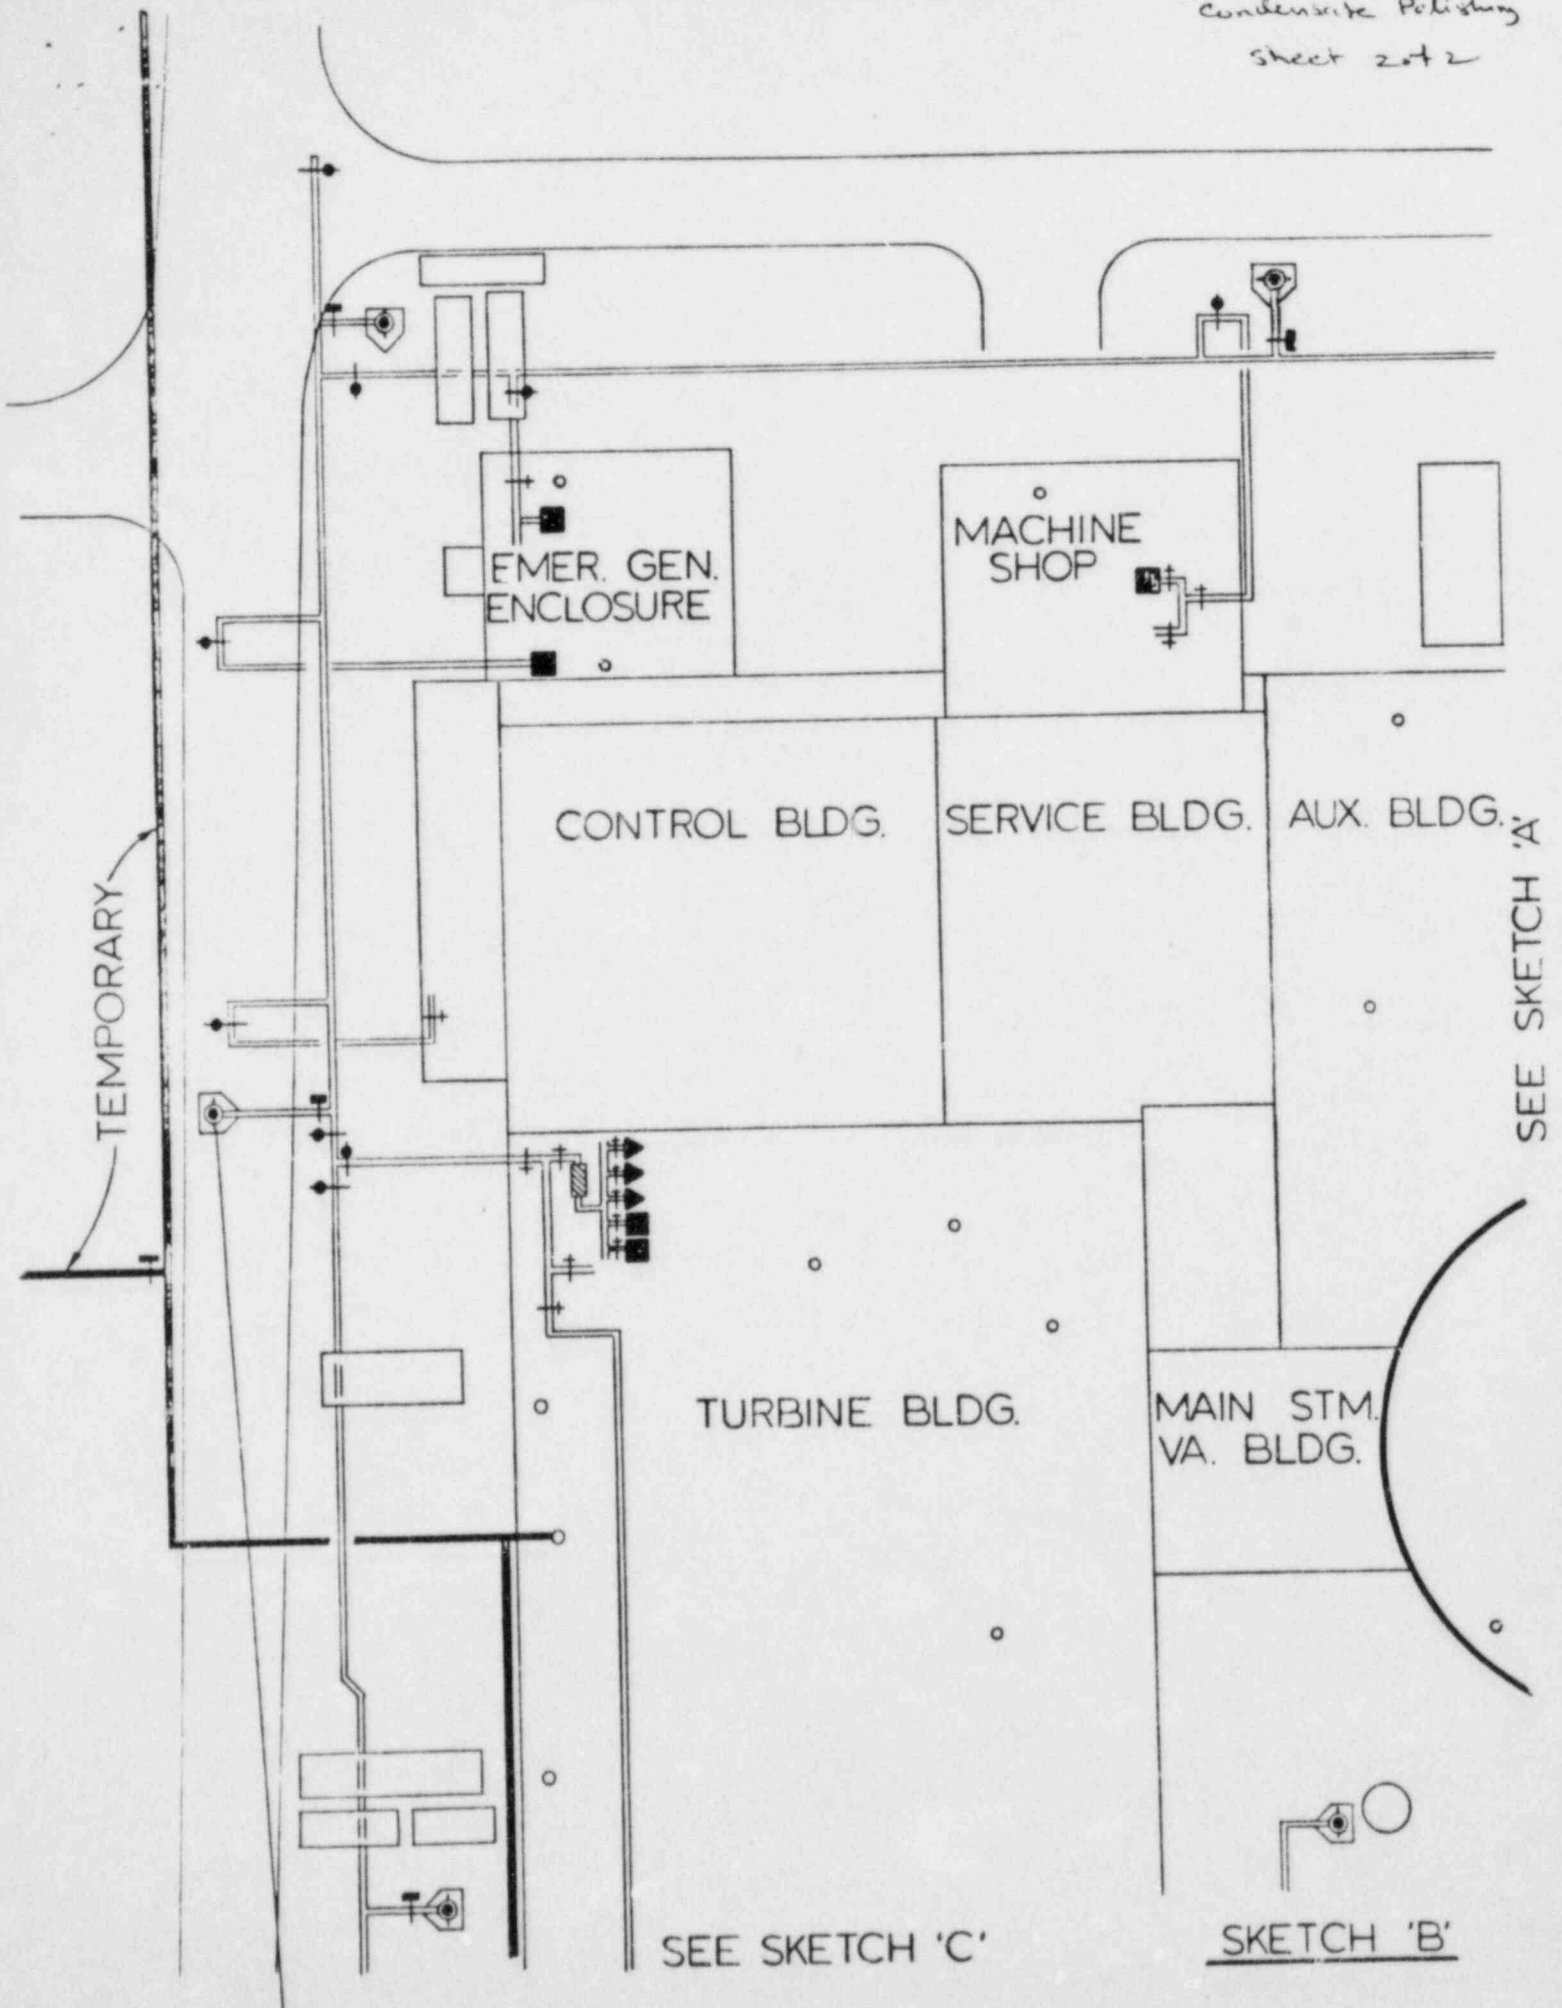 Condensate Polishing
Sheet 2 of 2
EMER. GEN.
ENCLOSURE
MACHINE
SHOP
CONTROL BLDG.
SERVICE BLDG.
AUX. BLDG.
SEE SKETCH 'A'
TEMPORARY
TURBINE BLDG.
MAIN STM.
VA. BLDG.
SEE SKETCH 'C'
SKETCH 'B'